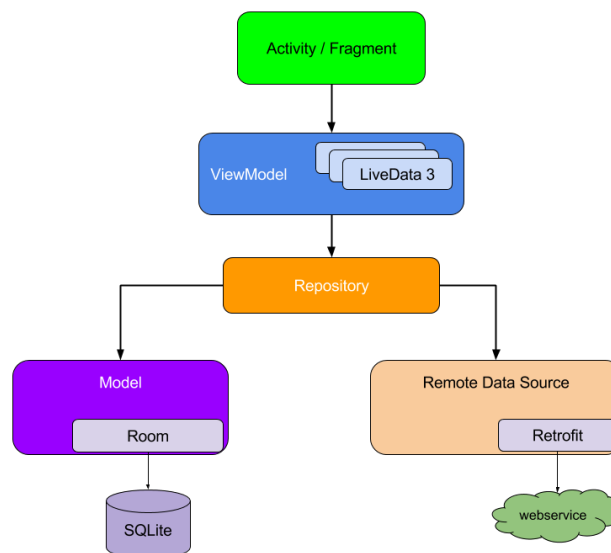 Activity / Fragment
ViewModel
LiveData 3
Repository
Model
Remote Data Source
Room
Retrofit
SQLite
webservice